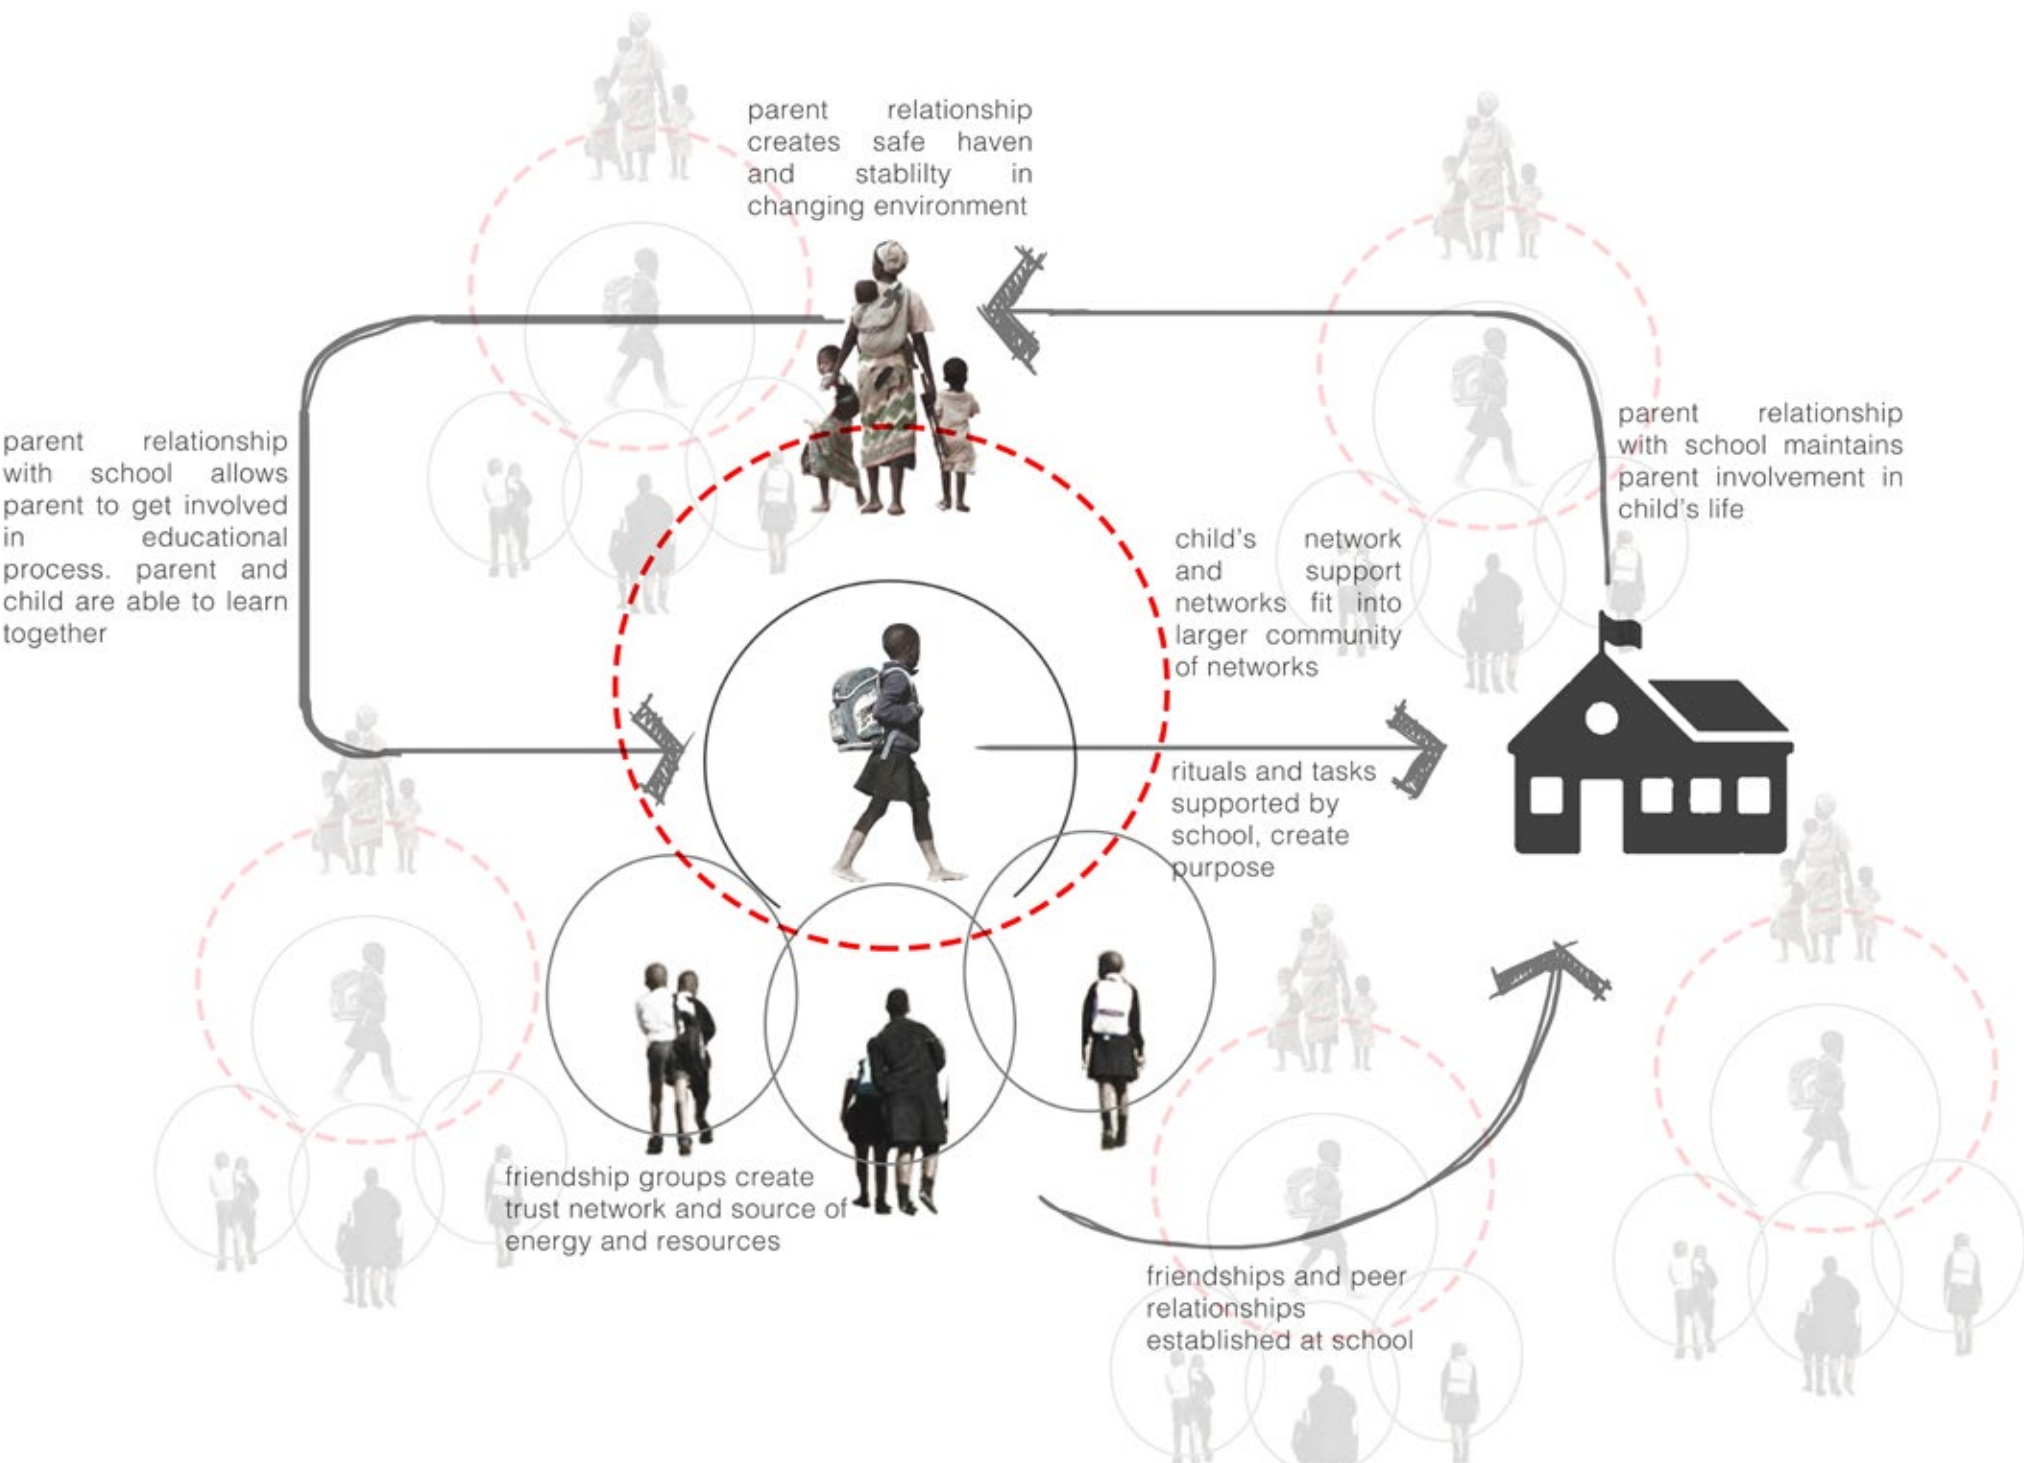 parent relationship
creates safe haven
and stablilty in
changing environment
parent relationship
with school allows
parent to get involved
in educational
process. parent and
child are able to learn
together
parent relationship
with school maintains
parent involvement in
child's life
child's network
and support
networks fit into
larger community
of networks
rituals and tasks
supported by
school, create
purpose
friendship groups create
trust network and source of
energy and resources
friendships and peer
relationships
established at school